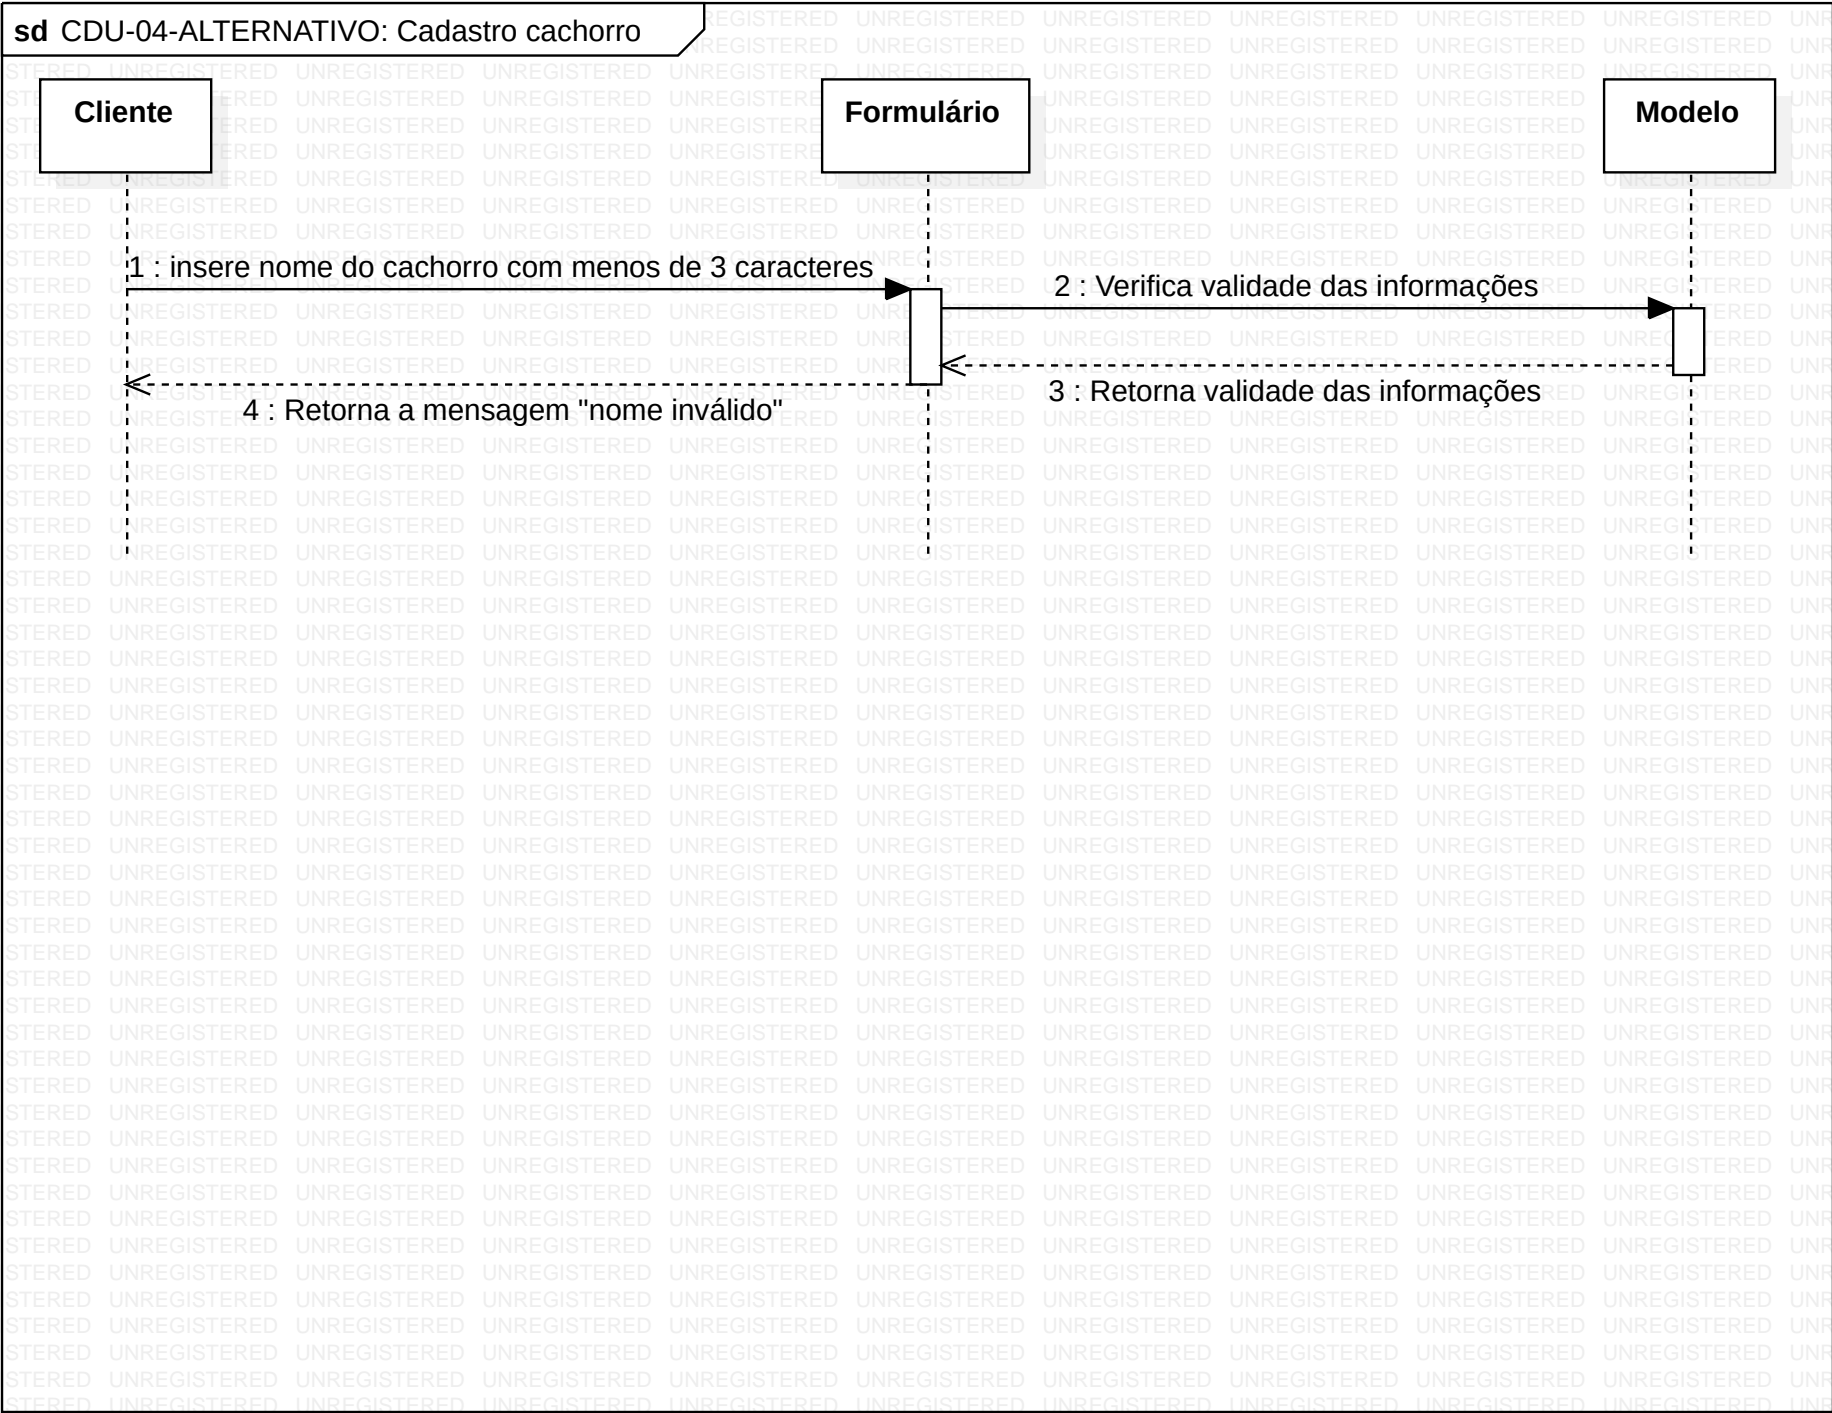 sd CDU-04-ALTERNATIVO: Cadastro cachorro
Cliente
Formulário
Modelo
1 : insere nome do cachorro com menos de 3 caracteres
2 : Verifica validade das informações
3 : Retorna validade das informações
4 : Retorna a mensagem "nome inválido"
UNREGISTERED